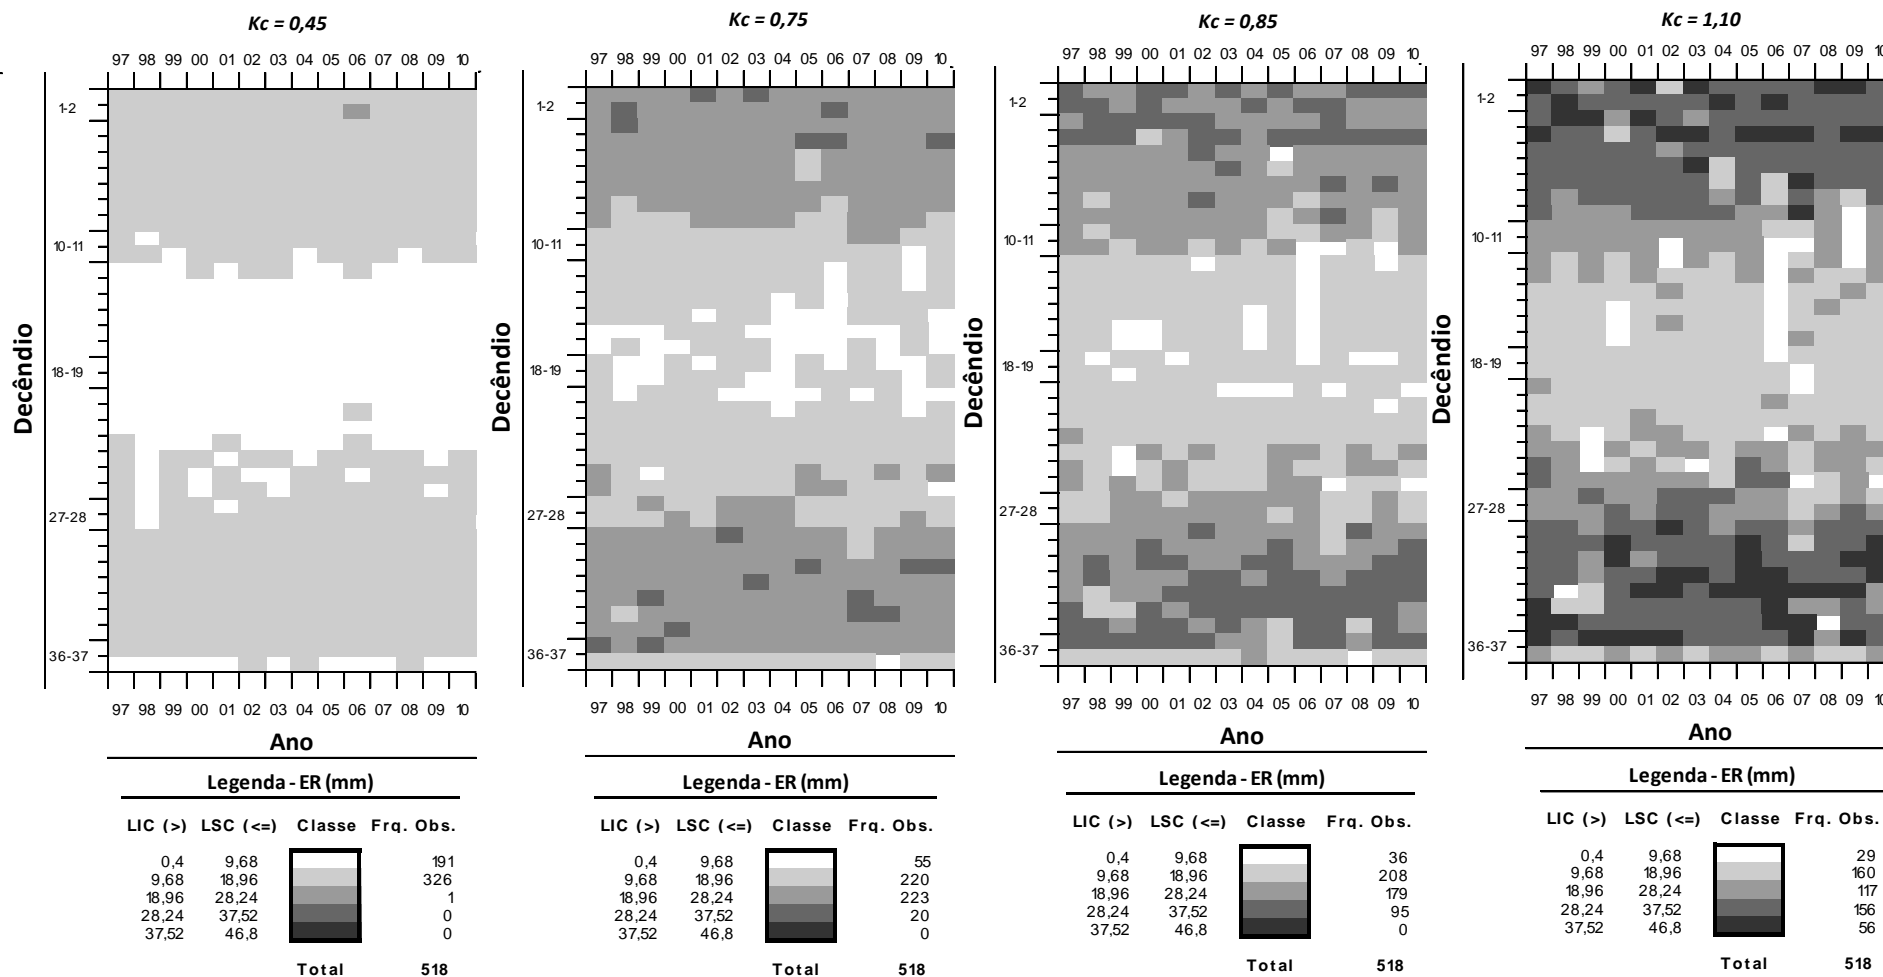 Kc = 0,45
97 98 99 00 01 02 03 04 05 06 07 08 09 10
Decêndio
1-2
10-11
18-19
27-28
36-37
97 98 99 00 01 02 03 04 05 06 07 08 09 10
Ano
Legenda - ER (mm)
LIC (>) LSC (<=) Classe Frq. Obs.
0,4 9,68 191
9,68 18,96 326
18,96 28,24 1
28,24 37,52 0
37,52 46,8 0
Total 518
Kc = 0,75
97 98 99 00 01 02 03 04 05 06 07 08 09 10
Decêndio
1-2
10-11
18-19
27-28
36-37
97 98 99 00 01 02 03 04 05 06 07 08 09 10
Ano
Legenda - ER (mm)
LIC (>) LSC (<=) Classe Frq. Obs.
0,4 9,68 55
9,68 18,96 220
18,96 28,24 223
28,24 37,52 20
37,52 46,8 0
Total 518
Kc = 0,85
97 98 99 00 01 02 03 04 05 06 07 08 09 10
Decêndio
1-2
10-11
18-19
27-28
36-37
97 98 99 00 01 02 03 04 05 06 07 08 09 10
Ano
Legenda - ER (mm)
LIC (>) LSC (<=) Classe Frq. Obs.
0,4 9,68 36
9,68 18,96 208
18,96 28,24 179
28,24 37,52 95
37,52 46,8 0
Total 518
Kc = 1,10
97 98 99 00 01 02 03 04 05 06 07 08 09 10
Decêndio
1-2
10-11
18-19
27-28
36-37
97 98 99 00 01 02 03 04 05 06 07 08 09 10
Ano
Legenda - ER (mm)
LIC (>) LSC (<=) Classe Frq. Obs.
0,4 9,68 29
9,68 18,96 160
18,96 28,24 117
28,24 37,52 156
37,52 46,8 56
Total 518